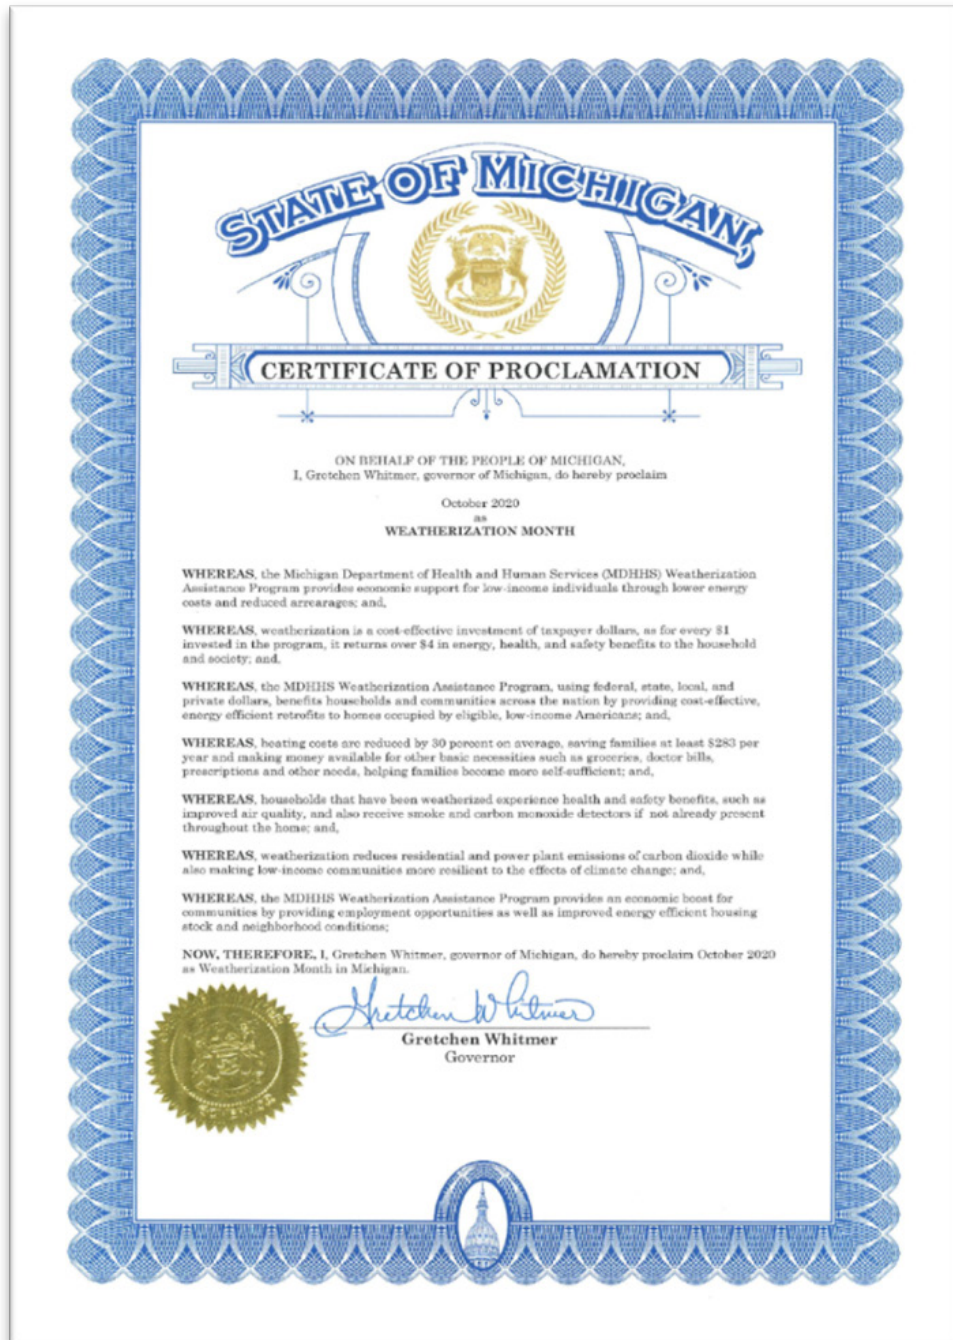 STATE OF MICHIGAN,
CERTIFICATE OF PROCLAMATION
ON BEHALF OF THE PEOPLE OF MICHIGAN,
I, Gretchen Whitmer, governor of Michigan, do hereby proclaim
October 2020
as
WEATHERIZATION MONTH
WHEREAS, the Michigan Department of Health and Human Services (MDHHS) Weatherization
Assistance Program provides economic support for low-income individuals through lower energy
costs and reduced arrearages; and,
WHEREAS, weatherization is a cost-effective investment of taxpayer dollars, as for every $1
invested in the program, it returns over $4 in energy, health, and safety benefits to the household
and society; and,
WHEREAS, the MDHHS Weatherization Assistance Program, using federal, state, local, and
private dollars, benefits households and communities across the nation by providing cost-effective,
energy efficient retrofits to homes occupied by eligible, low-income Americans; and,
WHEREAS, heating costs are reduced by 30 percent on average, saving families at least $283 per
year and making money available for other basic necessities such as groceries, doctor bills,
prescriptions and other needs, helping families become more self-sufficient; and,
WHEREAS, households that have been weatherized experience health and safety benefits, such as
improved air quality, and also receive smoke and carbon monoxide detectors if not already present
throughout the home; and,
WHEREAS, weatherization reduces residential and power plant emissions of carbon dioxide while
also making low-income communities more resilient to the effects of climate change; and,
WHEREAS, the MDHHS Weatherization Assistance Program provides an economic boost for
communities by providing employment opportunities as well as improved energy efficient housing
stock and neighborhood conditions;
NOW, THEREFORE, I, Gretchen Whitmer, governor of Michigan, do hereby proclaim October 2020
as Weatherization Month in Michigan.
Gretchen Whitmer
Gretchen Whitmer
Governor